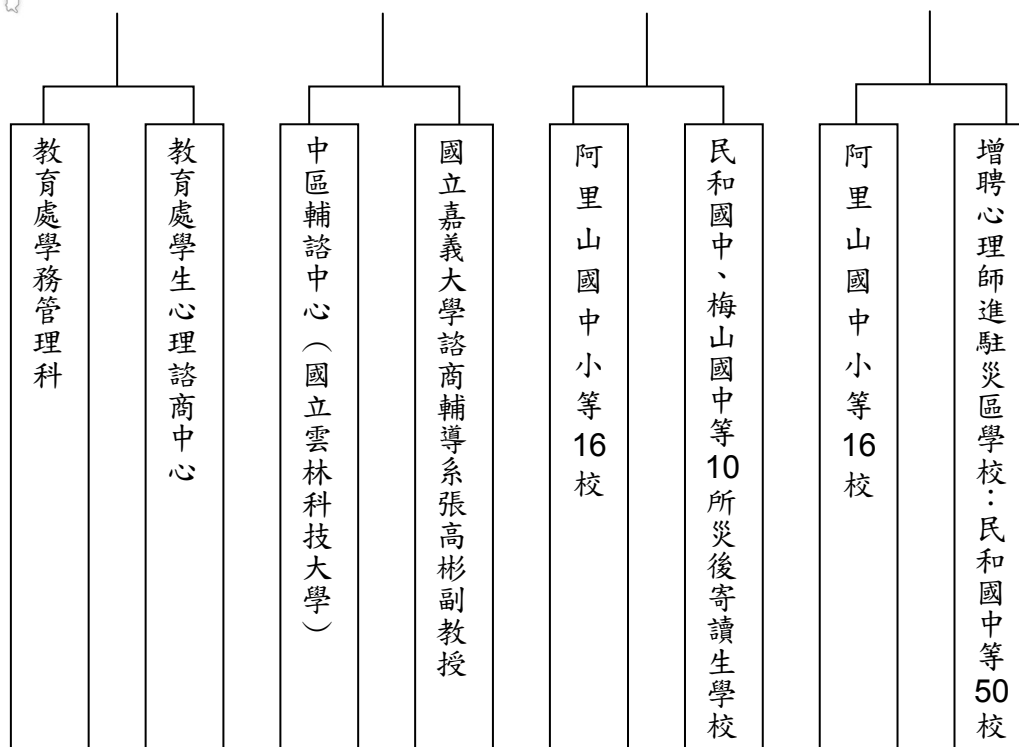 教育處學務管理科
教育處學生心理諮商中心
中區輔諮中心（國立雲林科技大學）
國立嘉義大學諮商輔導系張高彬副教授
阿里山國中小等16校
民和國中、梅山國中等10所災後寄讀生學校
阿里山國中小等16校
增聘心理師進駐災區學校：民和國中等50校